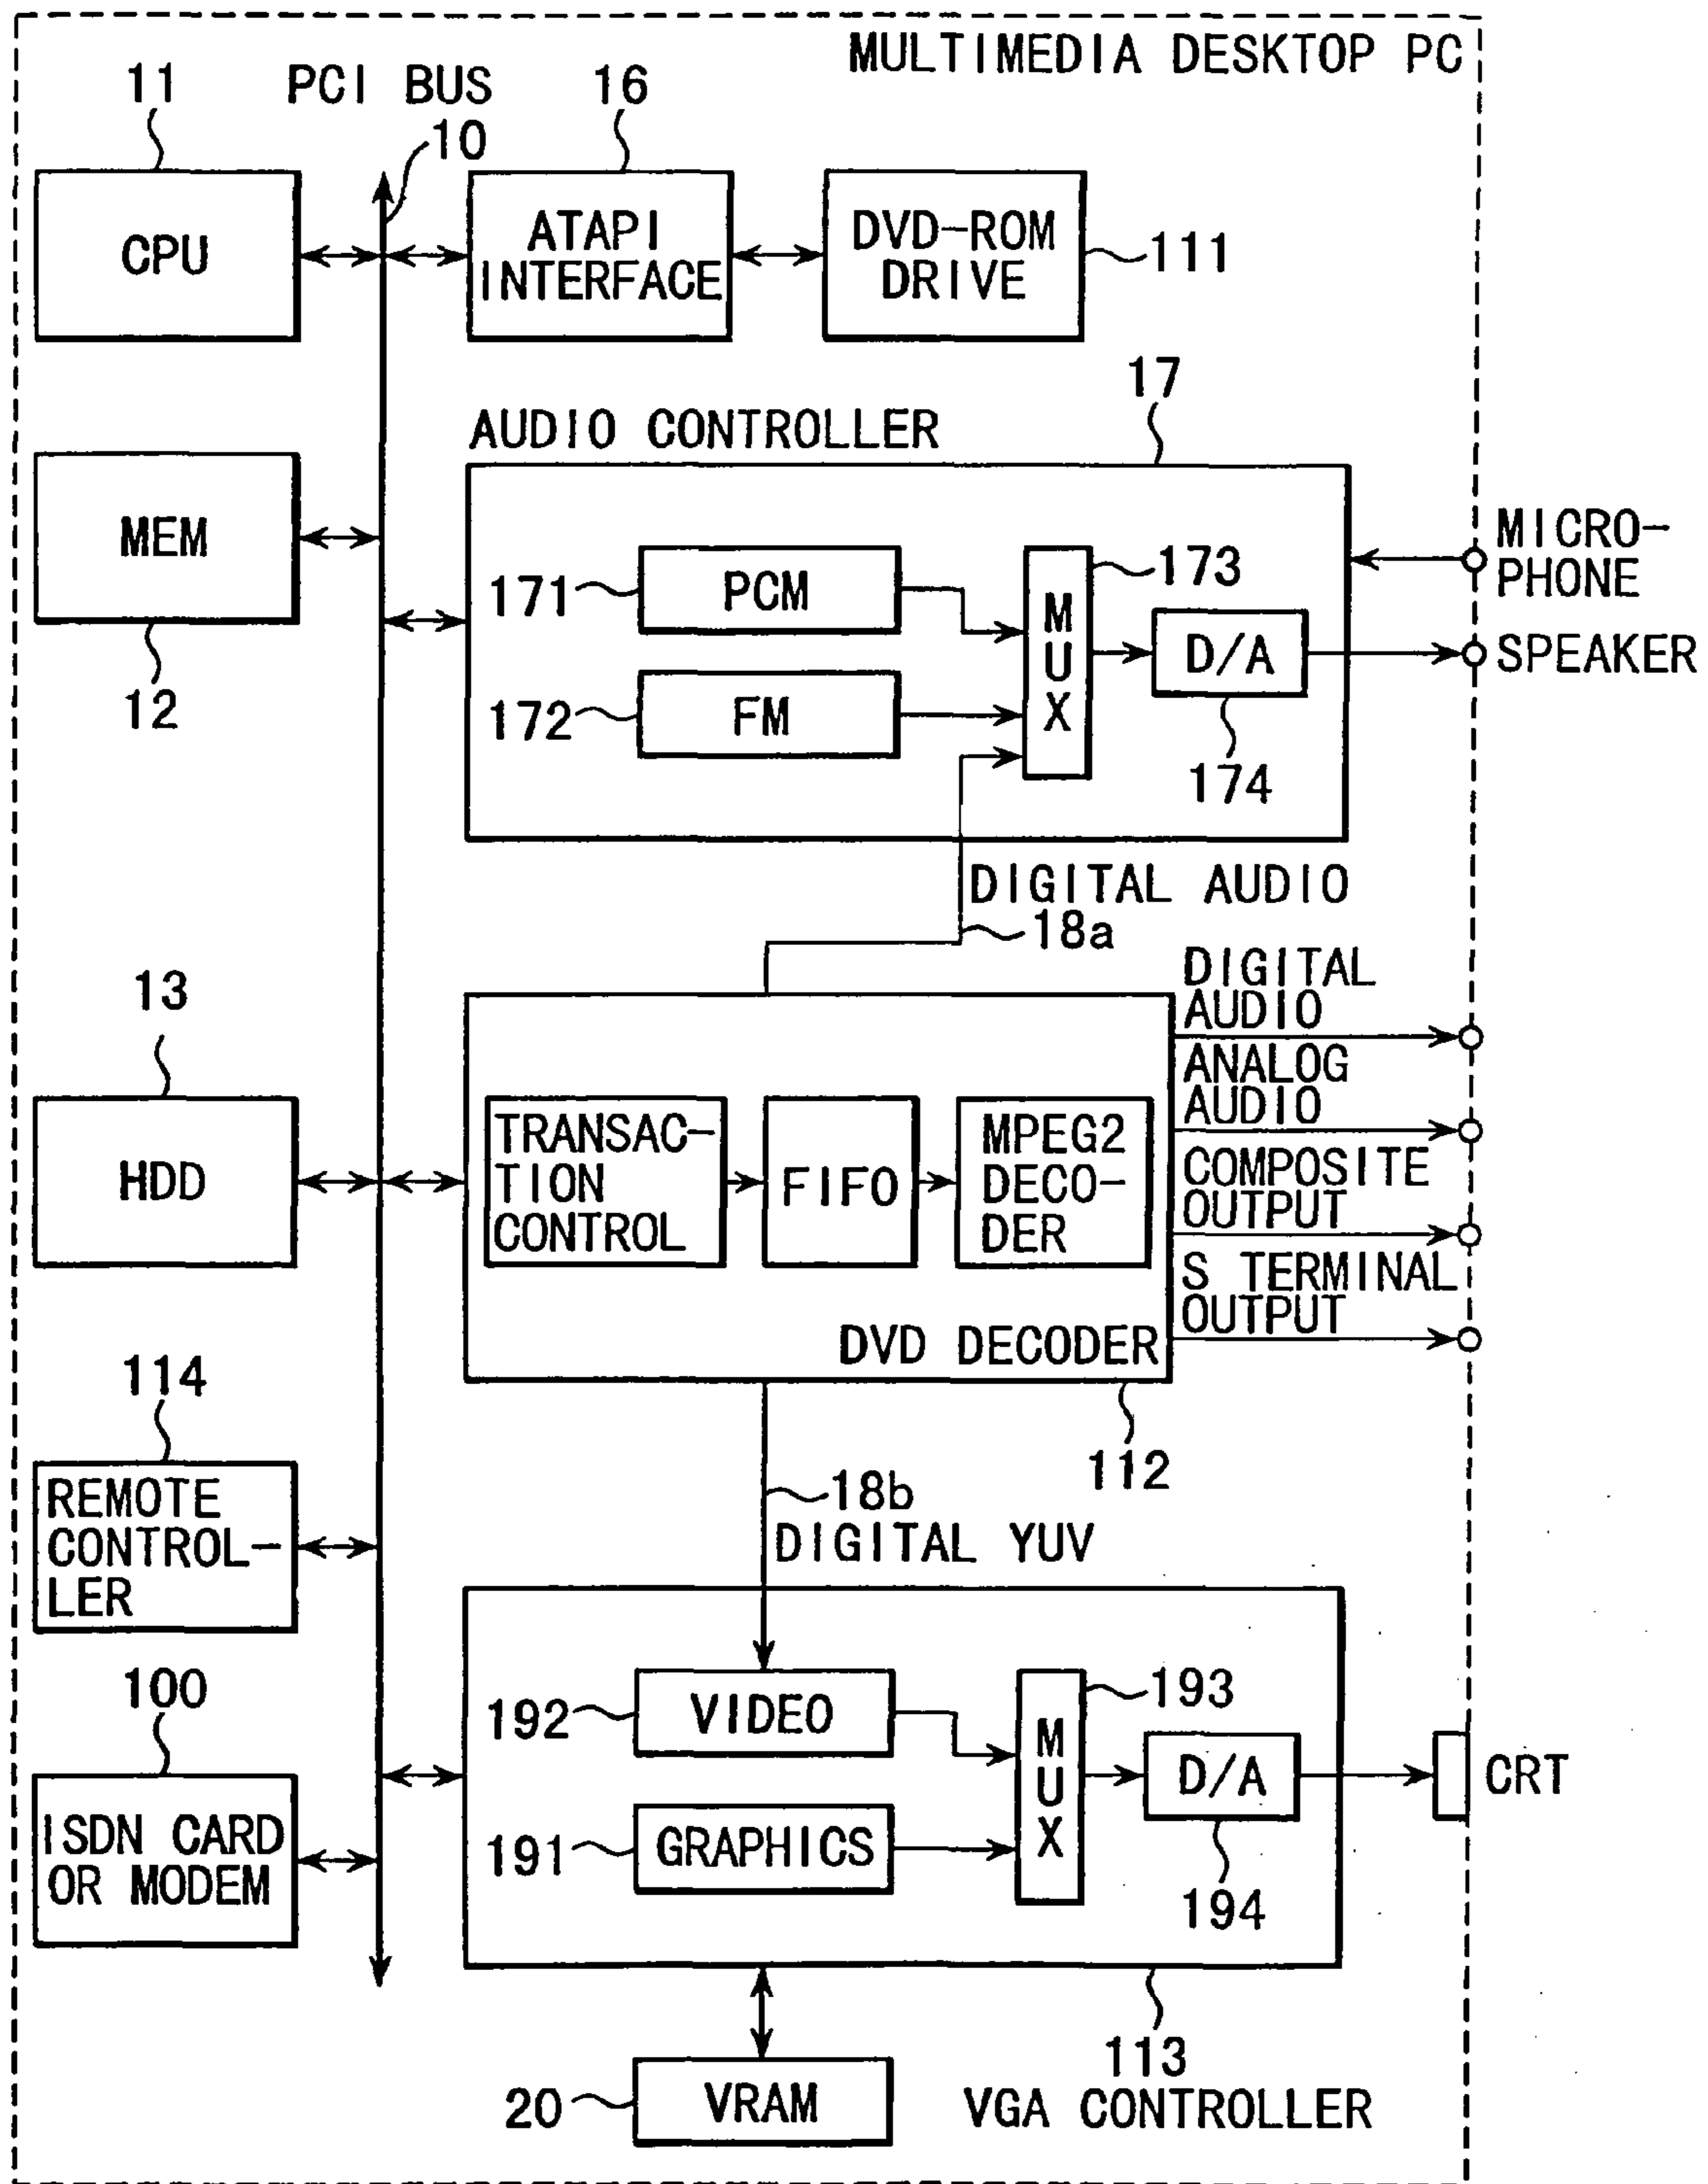 MULTIMEDIA DESKTOP PC
11
PCI BUS
10
16
CPU
ATAPI
INTERFACE
DVD-ROM
DRIVE
111
17
AUDIO CONTROLLER
MEM
12
171
PCM
172
FM
MUX
173
D/A
174
MICRO-
PHONE
SPEAKER
DIGITAL AUDIO
18a
13
HDD
TRANSAC-
TION
CONTROL
FIFO
MPEG2
DECO-
DER
DVD DECODER
112
DIGITAL
AUDIO
ANALOG
AUDIO
COMPOSITE
OUTPUT
S TERMINAL
OUTPUT
114
REMOTE
CONTROL-
LER
18b
DIGITAL YUV
100
ISDN CARD
OR MODEM
192
VIDEO
191
GRAPHICS
MUX
193
D/A
194
CRT
113
VGA CONTROLLER
20
VRAM